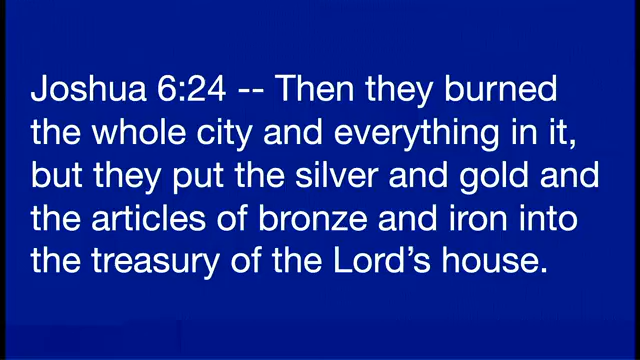 Joshua 6:24 -- Then they burned
the whole city and everything in it,
but they put the silver and gold and
the articles of bronze and iron into
the treasury of the Lord’s house.